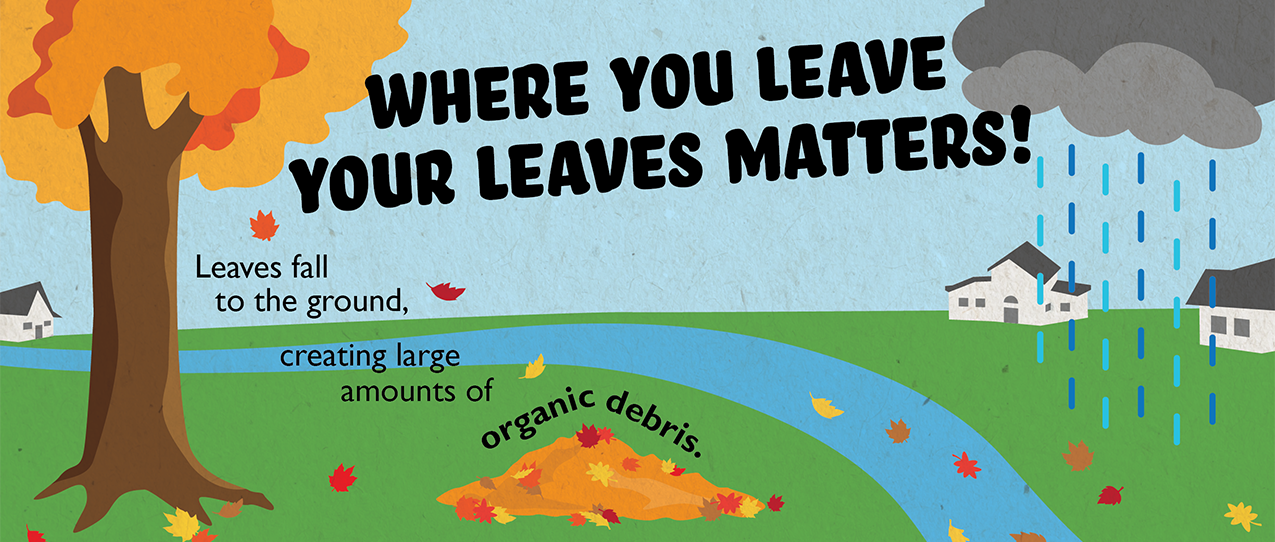 WHERE YOU LEAVE
YOUR LEAVES MATTERS!
Leaves fall
to the ground,
creating large
amounts of
organic debris.